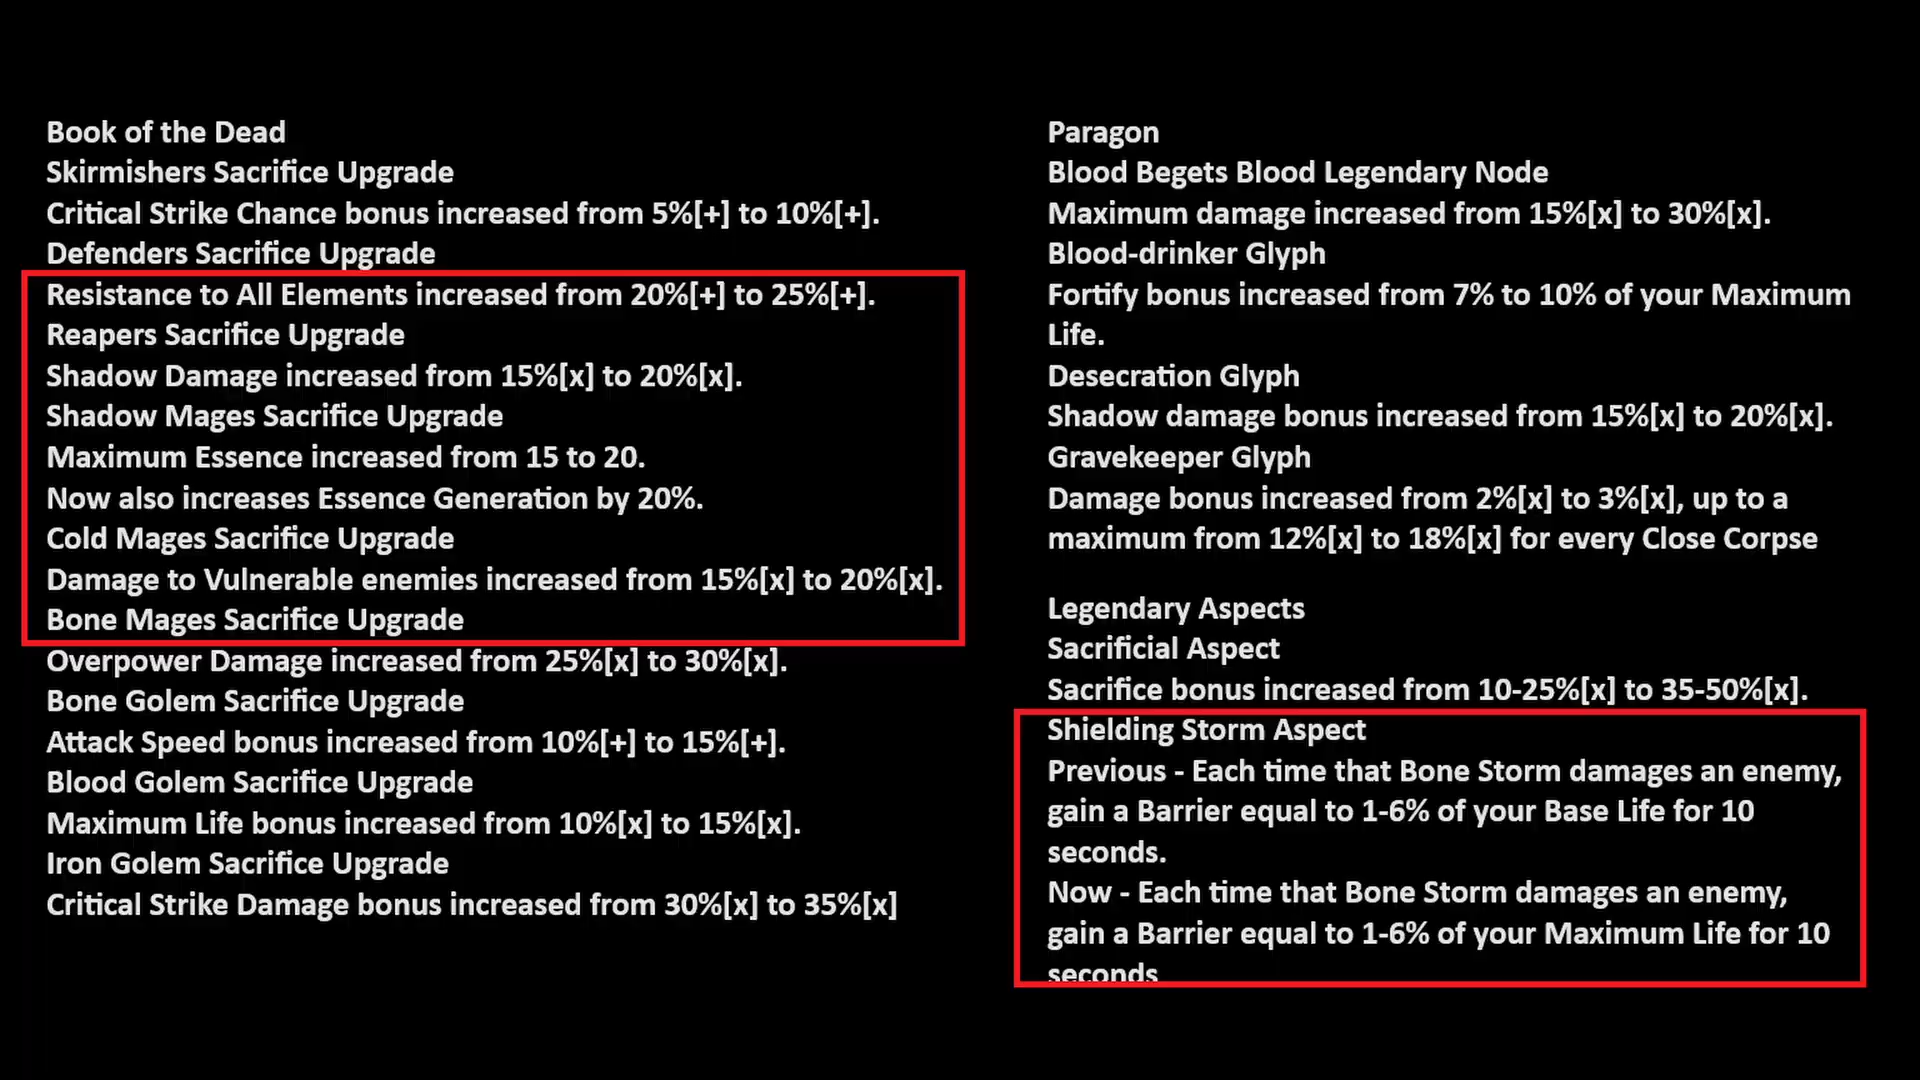 Book of the Dead
Skirmishers Sacrifice Upgrade
Critical Strike Chance bonus increased from 5%[+] to 10%[+].
Defenders Sacrifice Upgrade
Resistance to All Elements increased from 20%[+] to 25%[+].
Reapers Sacrifice Upgrade
Shadow Damage increased from 15%[x] to 20%[x].
Shadow Mages Sacrifice Upgrade
Maximum Essence increased from 15 to 20.
Now also increases Essence Generation by 20%.
Cold Mages Sacrifice Upgrade
Damage to Vulnerable enemies increased from 15%[x] to 20%[x].
Bone Mages Sacrifice Upgrade
Overpower Damage increased from 25%[x] to 30%[x].
Bone Golem Sacrifice Upgrade
Attack Speed bonus increased from 10%[+] to 15%[+].
Blood Golem Sacrifice Upgrade
Maximum Life bonus increased from 10%[x] to 15%[x].
Iron Golem Sacrifice Upgrade
Critical Strike Damage bonus increased from 30%[x] to 35%[x]
Paragon
Blood Begets Blood Legendary Node
Maximum damage increased from 15%[x] to 30%[x].
Blood-drinker Glyph
Fortify bonus increased from 7% to 10% of your Maximum
Life.
Desecration Glyph
Shadow damage bonus increased from 15%[x] to 20%[x].
Gravekeeper Glyph
Damage bonus increased from 2%[x] to 3%[x], up to a
maximum from 12%[x] to 18%[x] for every Close Corpse
Legendary Aspects
Sacrificial Aspect
Sacrifice bonus increased from 10-25%[x] to 35-50%[x].
Shielding Storm Aspect
Previous - Each time that Bone Storm damages an enemy,
gain a Barrier equal to 1-6% of your Base Life for 10
seconds.
Now - Each time that Bone Storm damages an enemy,
gain a Barrier equal to 1-6% of your Maximum Life for 10
seconds